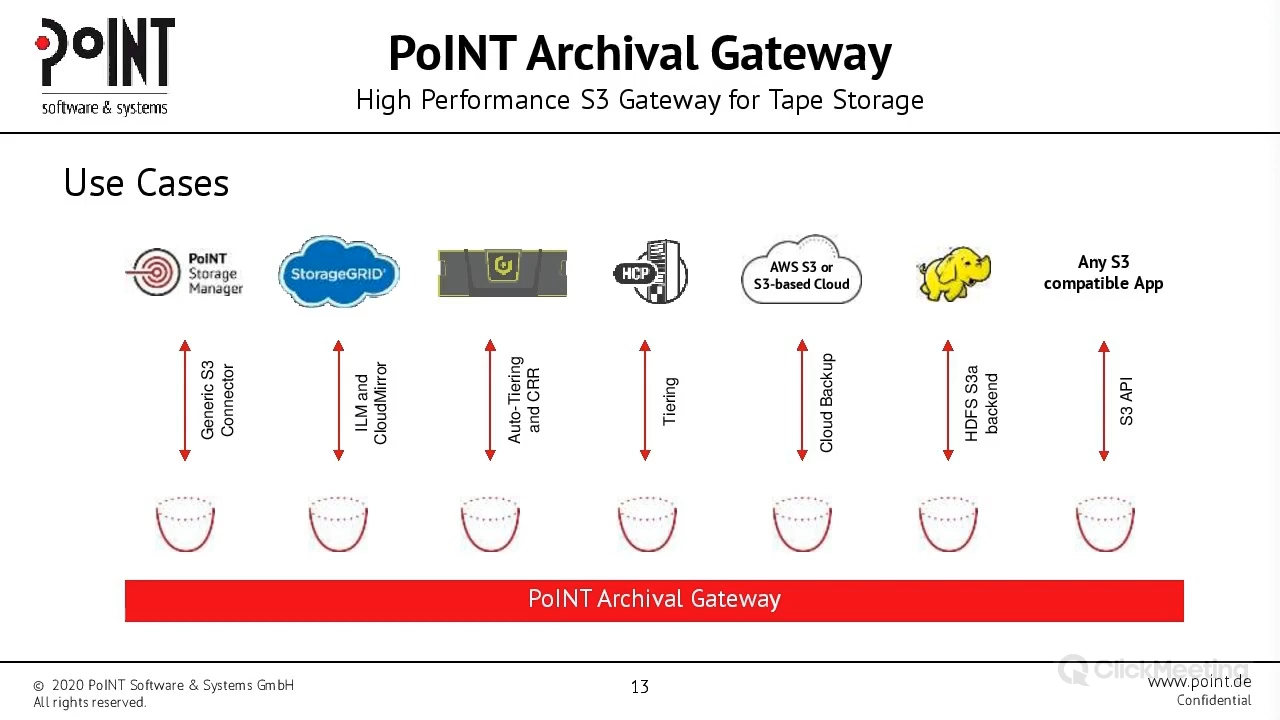 PoINT
software & systems
PoINT Archival Gateway
High Performance S3 Gateway for Tape Storage
Use Cases
PoINT
Storage
Manager
StorageGRID
HCP
AWS S3 or
S3-based Cloud
Any S3
compatible App
Generic S3
Connector
ILM and
CloudMirror
Auto-Tiering
and CRR
Tiering
Cloud Backup
HDFS S3a
backend
S3 API
PoINT Archival Gateway
© 2020 PoINT Software & Systems GmbH
All rights reserved.
13
ClickMeeting
www.point.de
Confidential